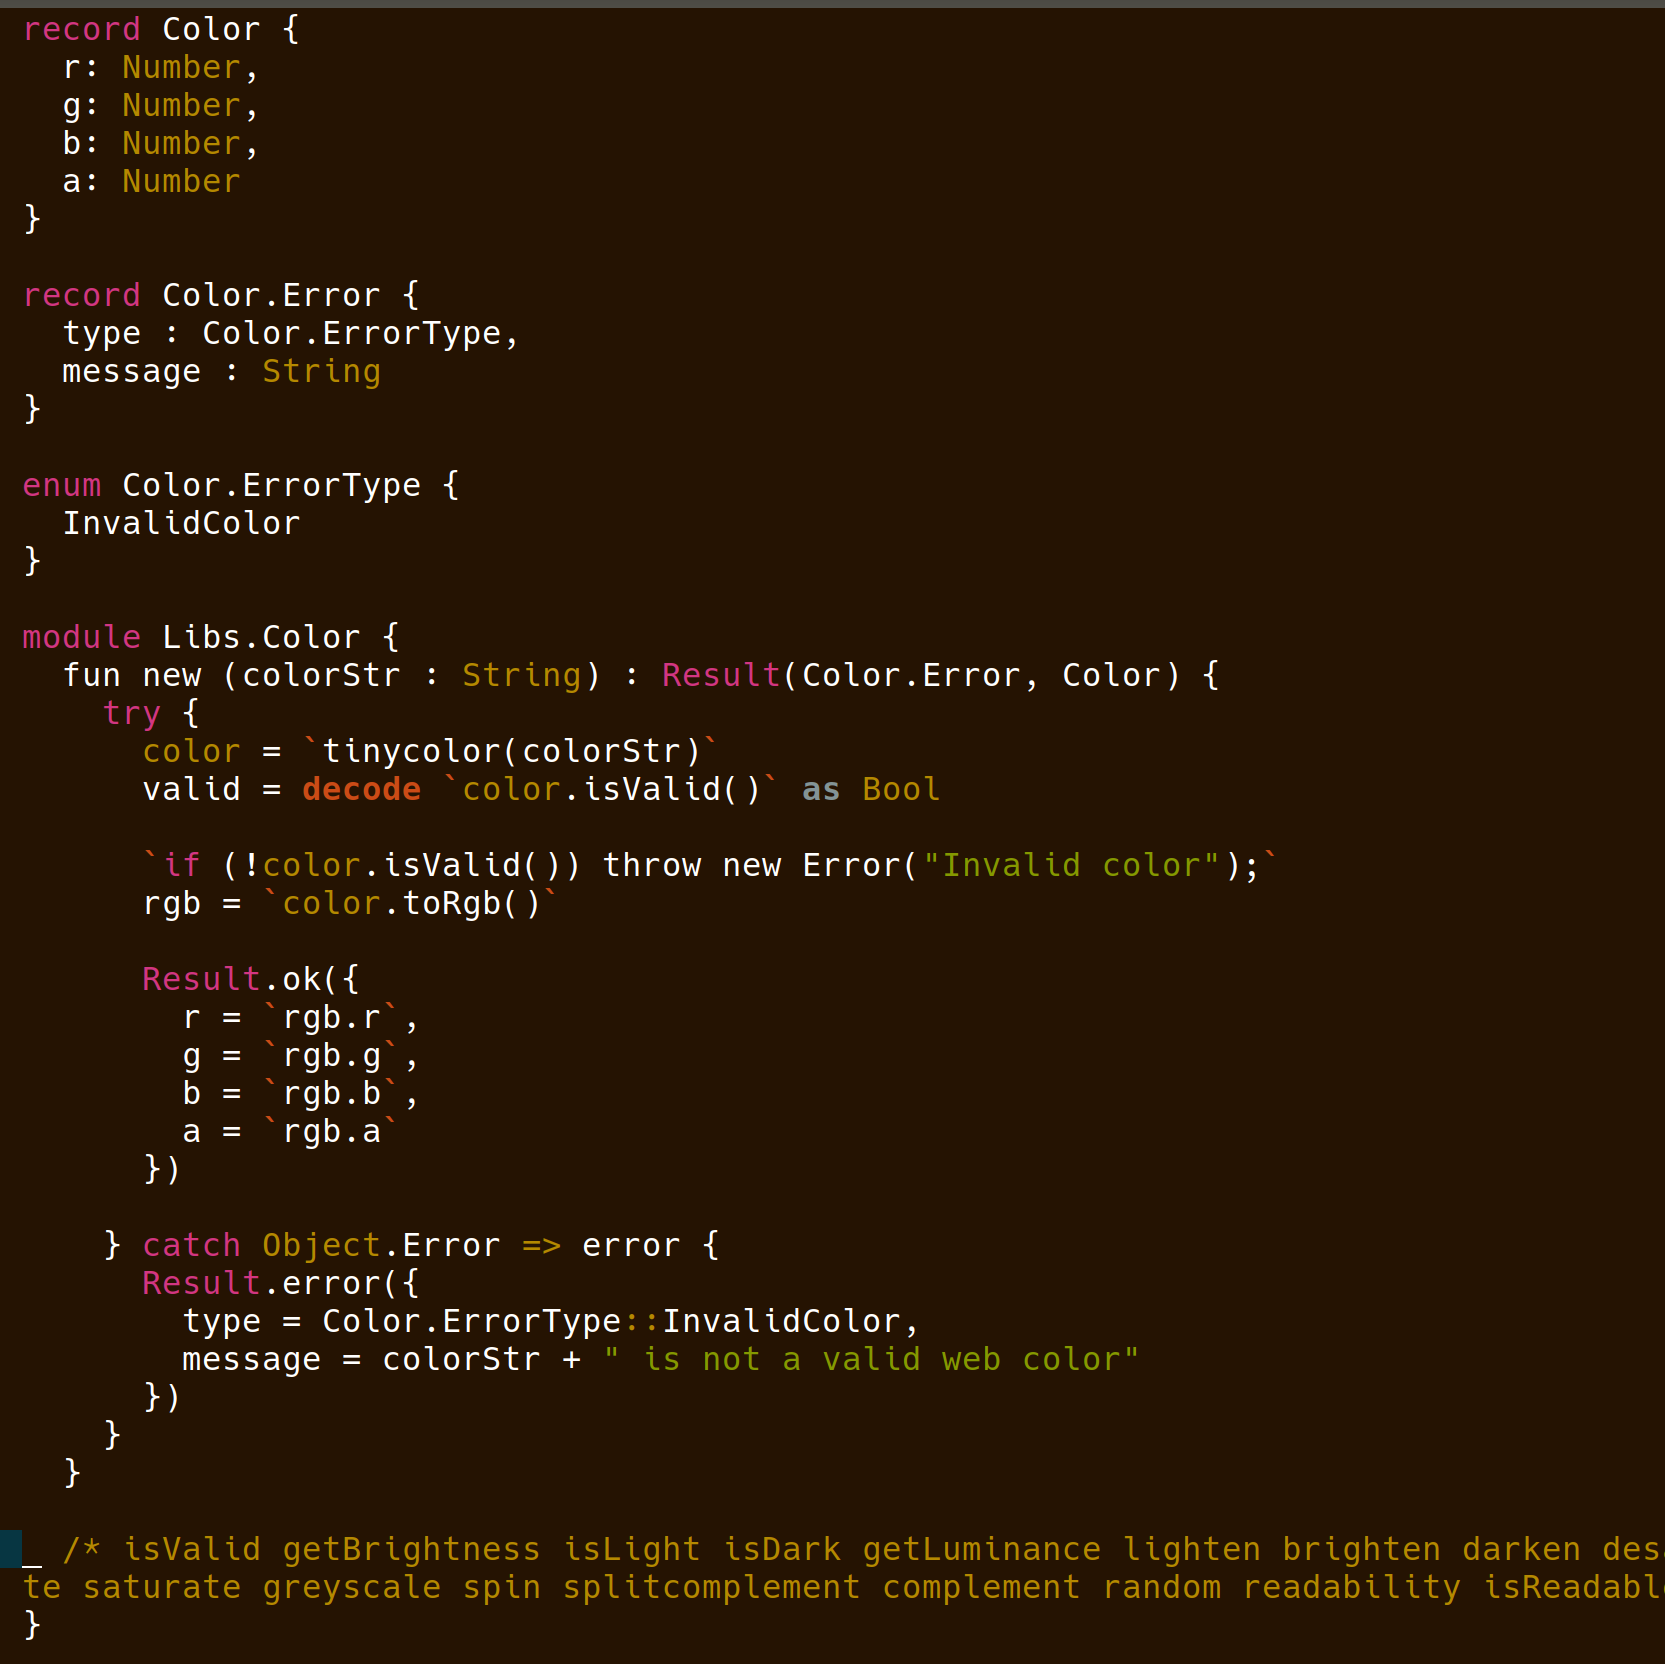 record Color {
  r: Number,
  g: Number,
  b: Number,
  a: Number
}

record Color.Error {
  type : Color.ErrorType,
  message : String
}

enum Color.ErrorType {
  InvalidColor
}

module Libs.Color {
  fun new (colorStr : String) : Result(Color.Error, Color) {
    try {
      color = `tinycolor(colorStr)`
      valid = decode `color.isValid()` as Bool

      `if (!color.isValid()) throw new Error("Invalid color");`
      rgb = `color.toRgb()`

      Result.ok({
        r = `rgb.r`,
        g = `rgb.g`,
        b = `rgb.b`,
        a = `rgb.a`
      })

    } catch Object.Error => error {
      Result.error({
        type = Color.ErrorType::InvalidColor,
        message = colorStr + " is not a valid web color"
      })
    }
  }

_ /* isValid getBrightness isLight isDark getLuminance lighten brighten darken
te saturate greyscale spin splitcomplement complement random readability
}